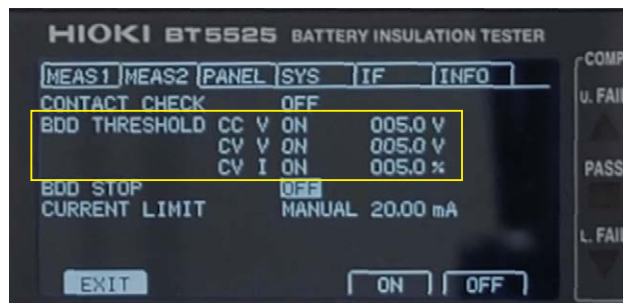 HIOKI BT5525 BATTERY INSULATION TESTER
MEAS1 MEAS2 PANEL SYS IF INFO
CONTACT CHECK OFF
BDD THRESHOLD CC V ON 005.0 V
CV V ON 005.0 V
CV I ON 005.0 %
BDD STOP OFF
CURRENT LIMIT MANUAL 20.00 mA
EXIT ON OFF
COMP
U. FAIL
PASS
L. FAIL